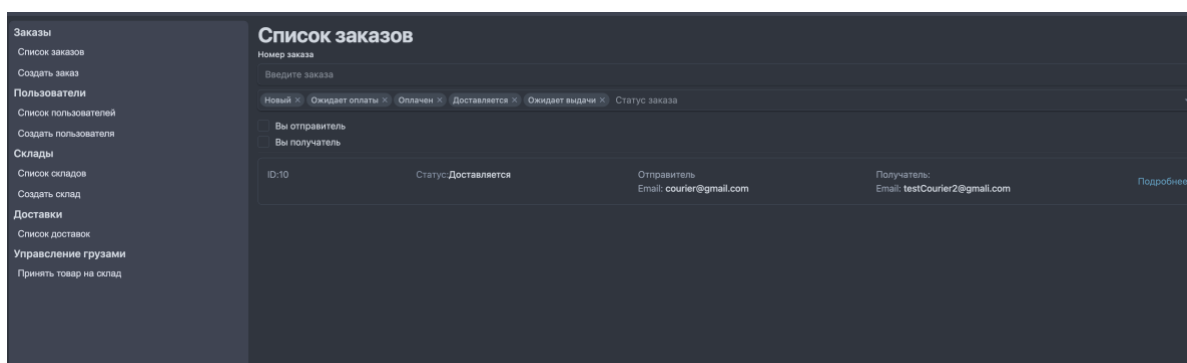 Заказы
Список заказов
Создать заказ
Пользователи
Список пользователей
Создать пользователя
Склады
Список складов
Создать склад
Доставки
Список доставок
Управсление грузами
Принять товар на склад
Список заказов
Номер заказа
Введите заказа
Новый × Ожидает оплаты × Оплачен × Доставляется × Ожидает выдачи × Статус заказа
Вы отправитель
Вы получатель
ID:10 Статус:Доставляется Отправитель Получатель: Подробнее
Email: courier@gmail.com Email: testCourier2@gmali.com